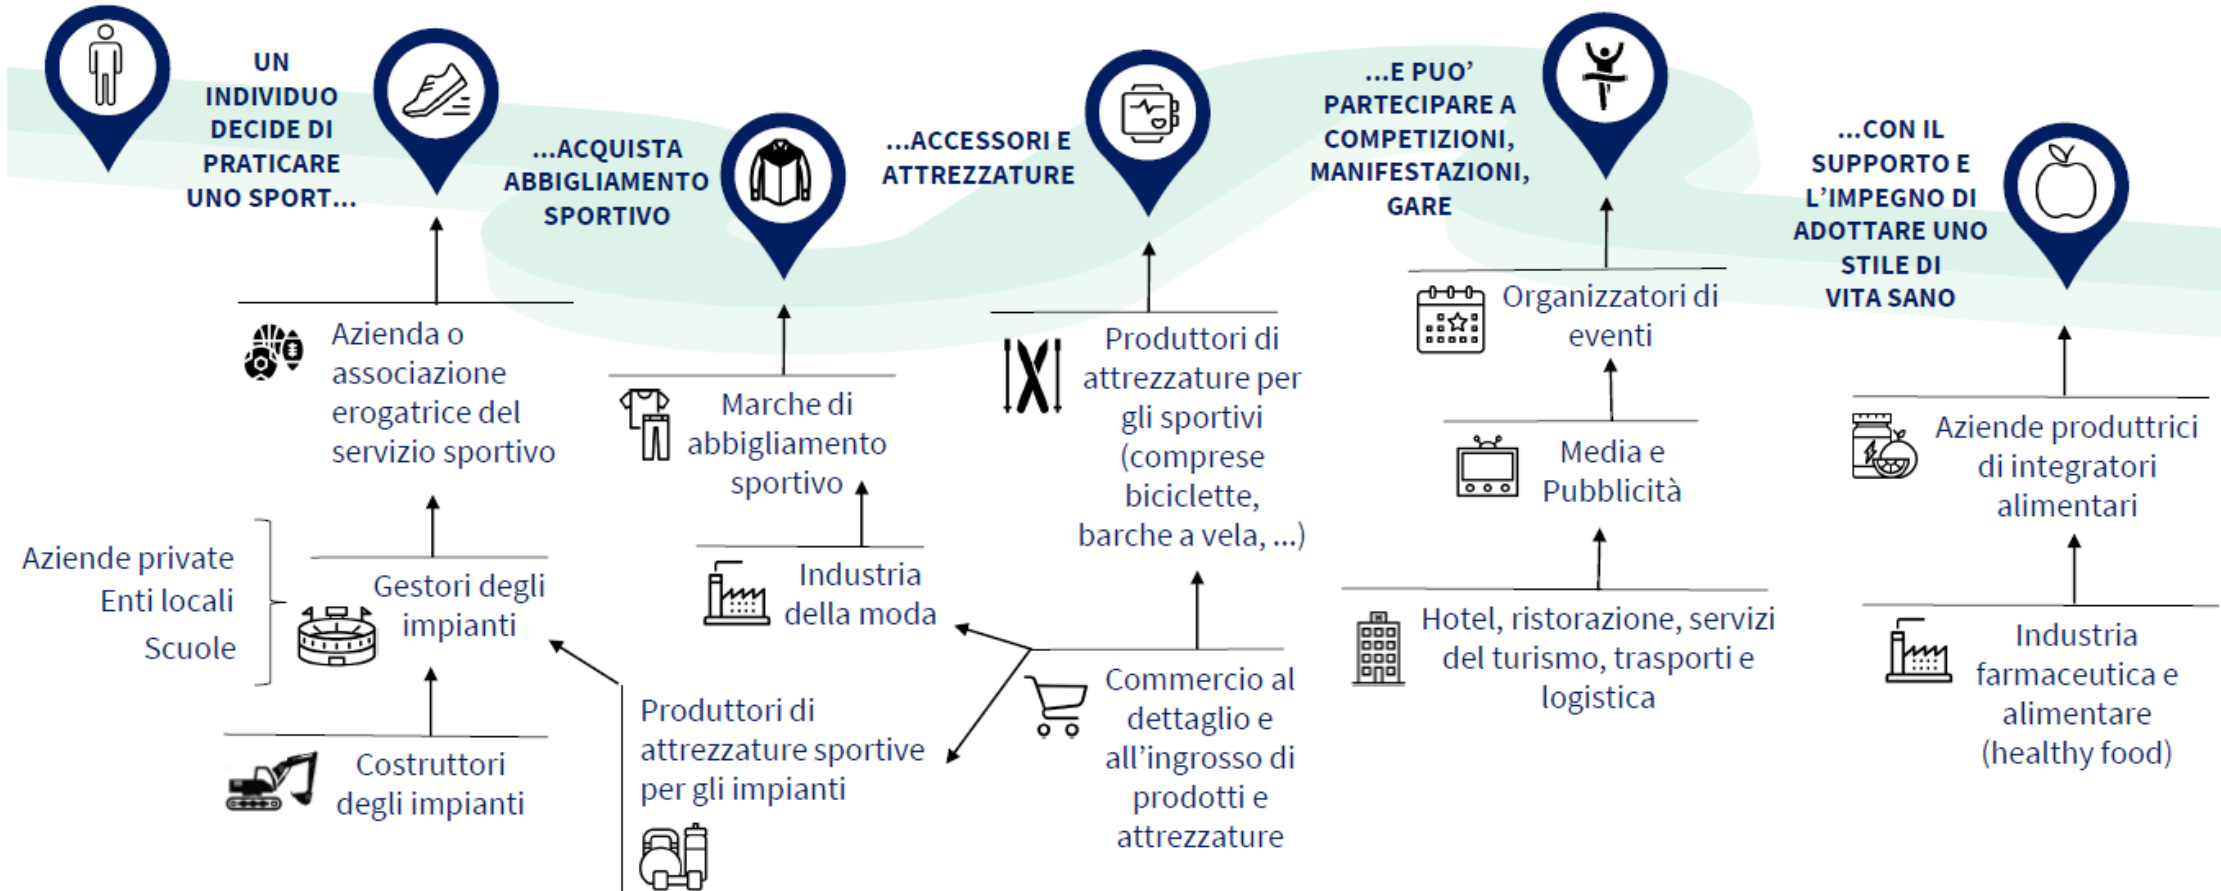 UN
INDIVIDUO
DECIDE DI
PRATICARE
UNO SPORT...
...ACQUISTA
ABBIGLIAMENTO
SPORTIVO
...ACCESSORI E
ATTREZZATURE
...E PUO’
PARTECIPARE A
COMPETIZIONI,
MANIFESTAZIONI,
GARE
...CON IL
SUPPORTO E
L’IMPEGNO DI
ADOTTARE UNO
STILE DI
VITA SANO
Azienda o
associazione
erogatrice del
servizio sportivo
Aziende private
Enti locali
Scuole
Gestori degli
impianti
Costruttori
degli impianti
Marche di
abbigliamento
sportivo
Industria
della moda
Produttori di
attrezzature sportive
per gli impianti
Produttori di
attrezzature per
gli sportivi
(comprese
biciclette,
barche a vela, ...)
Commercio al
dettaglio e
all’ingrosso di
prodotti e
attrezzature
Organizzatori di
eventi
Media e
Pubblicità
H
Hotel, ristorazione, servizi
del turismo, trasporti e
logistica
Aziende produttrici
di integratori
alimentari
Industria
farmaceutica e
alimentare
(healthy food)